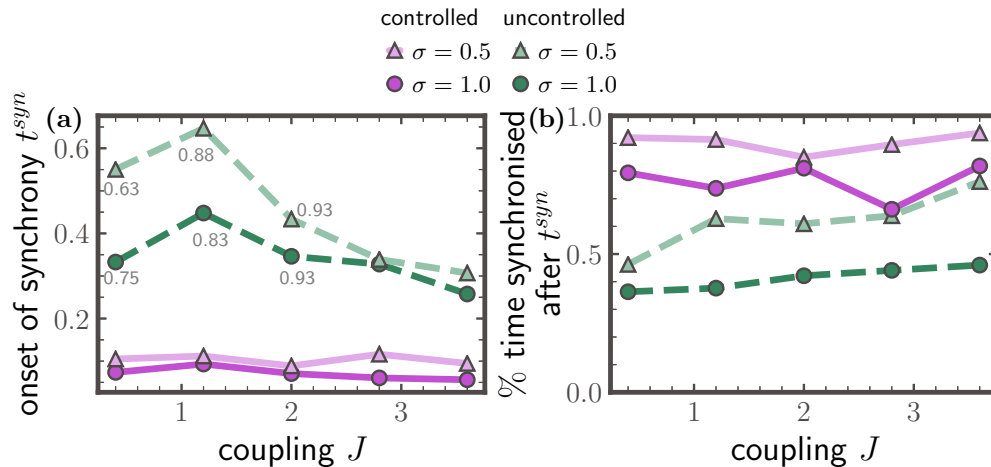 controlled uncontrolled
σ = 0.5 σ = 0.5
σ = 1.0 σ = 1.0
(a)
onset of synchrony t^{syn}
0.6
0.4
0.2
0.63
0.88
0.93
0.75
0.83
0.93
1 2 3
coupling J
(b)
% time synchronised
after t^{syn}
1.0
0.5
0.0
1 2 3
coupling J